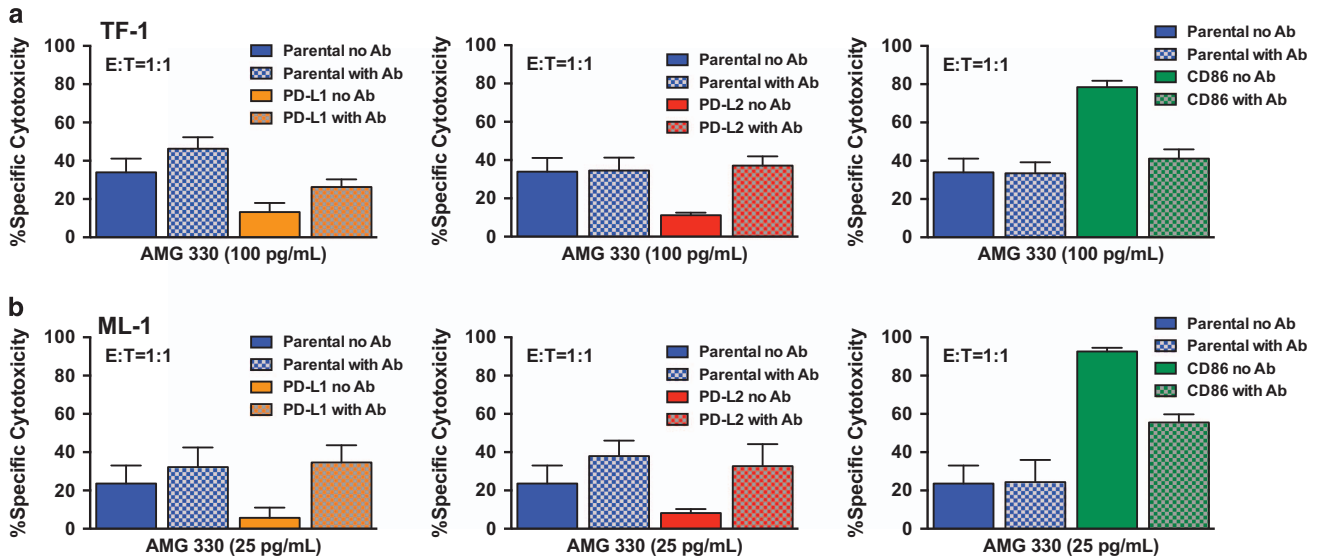 a
TF-1
%Specific Cytotoxicity
100
80
60
40
20
0
E:T=1:1
Parental no Ab
Parental with Ab
PD-L1 no Ab
PD-L1 with Ab
AMG 330 (100 pg/mL)
%Specific Cytotoxicity
100
80
60
40
20
0
E:T=1:1
Parental no Ab
Parental with Ab
PD-L2 no Ab
PD-L2 with Ab
AMG 330 (100 pg/mL)
%Specific Cytotoxicity
100
80
60
40
20
0
E:T=1:1
Parental no Ab
Parental with Ab
CD86 no Ab
CD86 with Ab
AMG 330 (100 pg/mL)
b
ML-1
%Specific Cytotoxicity
100
80
60
40
20
0
E:T=1:1
Parental no Ab
Parental with Ab
PD-L1 no Ab
PD-L1 with Ab
AMG 330 (25 pg/mL)
%Specific Cytotoxicity
100
80
60
40
20
0
E:T=1:1
Parental no Ab
Parental with Ab
PD-L2 no Ab
PD-L2 with Ab
AMG 330 (25 pg/mL)
%Specific Cytotoxicity
100
80
60
40
20
0
E:T=1:1
Parental no Ab
Parental with Ab
CD86 no Ab
CD86 with Ab
AMG 330 (25 pg/mL)